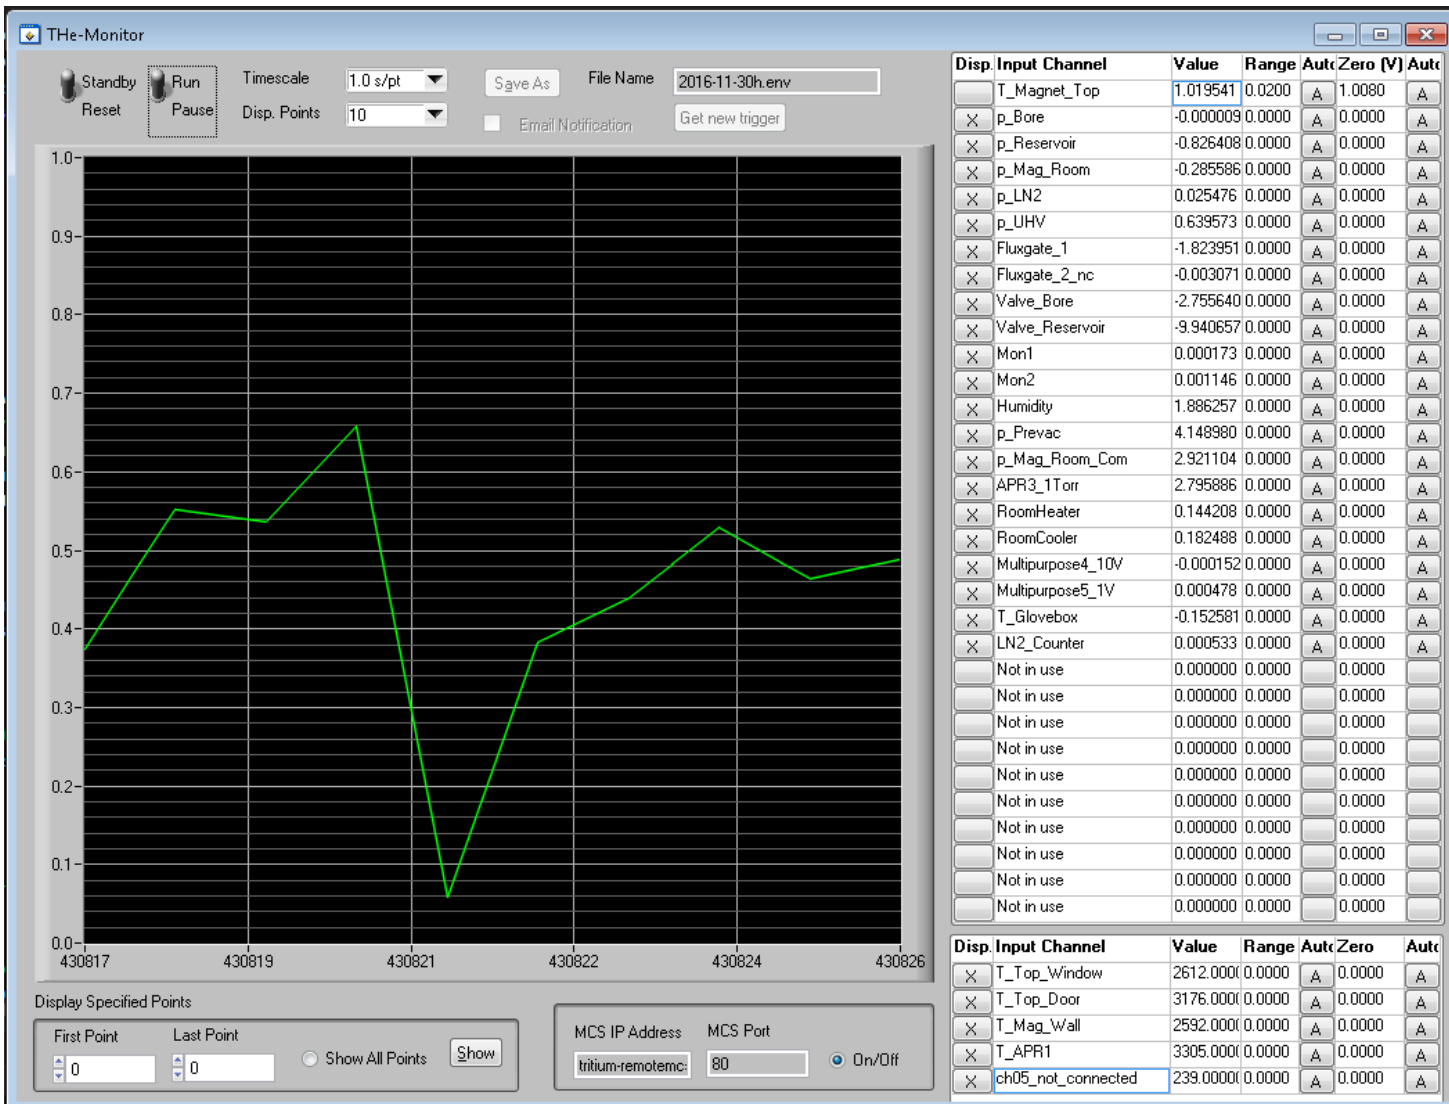 THe-Monitor
Standby
Reset
Run
Pause
Timescale 1.0 s/pt
Disp. Points 10
Save As
Email Notification
File Name 2016-11-30h.env
Get new trigger
1.0
0.9
0.8
0.7
0.6
0.5
0.4
0.3
0.2
0.1
0.0
430817 430819 430821 430822 430824 430826
Display Specified Points
First Point Last Point
0 0 Show All Points Show
MCS IP Address MCS Port
tritium-remotemc: 80 On/Off
Disp. Input Channel Value Range Auto Zero (V) Auto
T_Magnet_Top 1.019541 0.0200 A 1.0080 A
X p_Bore -0.000009 0.0000 A 0.0000 A
X p_Reservoir -0.826408 0.0000 A 0.0000 A
X p_Mag_Room -0.285586 0.0000 A 0.0000 A
X p_LN2 0.025476 0.0000 A 0.0000 A
X p_UHV 0.639573 0.0000 A 0.0000 A
X Fluxgate_1 -1.823951 0.0000 A 0.0000 A
X Fluxgate_2_nc -0.003071 0.0000 A 0.0000 A
X Valve_Bore -2.755640 0.0000 A 0.0000 A
X Valve_Reservoir -9.940657 0.0000 A 0.0000 A
X Mon1 0.000173 0.0000 A 0.0000 A
X Mon2 0.001146 0.0000 A 0.0000 A
X Humidity 1.886257 0.0000 A 0.0000 A
X p_Prevac 4.148980 0.0000 A 0.0000 A
X p_Mag_Room_Com 2.921104 0.0000 A 0.0000 A
X APR3_1Torr 2.795886 0.0000 A 0.0000 A
X RoomHeater 0.144208 0.0000 A 0.0000 A
X RoomCooler 0.182488 0.0000 A 0.0000 A
X Multipurpose4_10V -0.000152 0.0000 A 0.0000 A
X Multipurpose5_1V 0.000478 0.0000 A 0.0000 A
X T_Glovebox -0.152581 0.0000 A 0.0000 A
X LN2_Counter 0.000533 0.0000 A 0.0000 A
Not in use 0.000000 0.0000 0.0000
Not in use 0.000000 0.0000 0.0000
Not in use 0.000000 0.0000 0.0000
Not in use 0.000000 0.0000 0.0000
Not in use 0.000000 0.0000 0.0000
Not in use 0.000000 0.0000 0.0000
Not in use 0.000000 0.0000 0.0000
Not in use 0.000000 0.0000 0.0000
Not in use 0.000000 0.0000 0.0000
Not in use 0.000000 0.0000 0.0000
Disp. Input Channel Value Range Auto Zero Auto
X T_Top_Window 2612.000( 0.0000 A 0.0000 A
X T_Top_Door 3176.000( 0.0000 A 0.0000 A
X T_Mag_Wall 2592.000( 0.0000 A 0.0000 A
X T_APR1 3305.000( 0.0000 A 0.0000 A
X ch05_not_connected 239.0000( 0.0000 A 0.0000 A